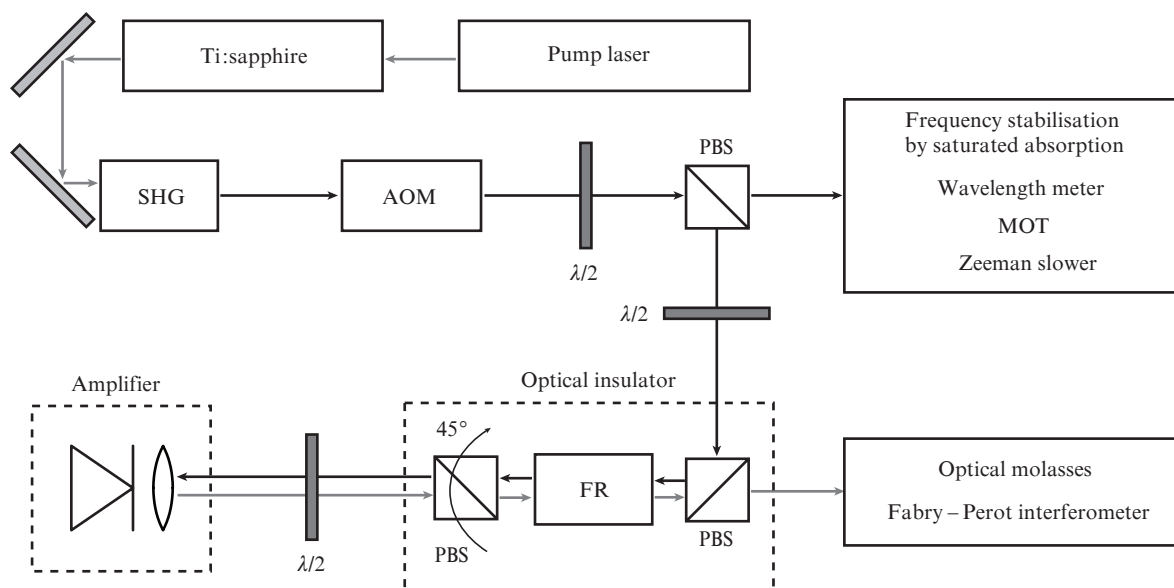 Ti:sapphire
Pump laser
Frequency stabilisation
by saturated absorption
Wavelength meter
MOT
Zeeman slower
PBS
SHG
AOM
λ/2
λ/2
Amplifier
Optical insulator
45°
FR
PBS
PBS
λ/2
Optical molasses
Fabry – Perot interferometer